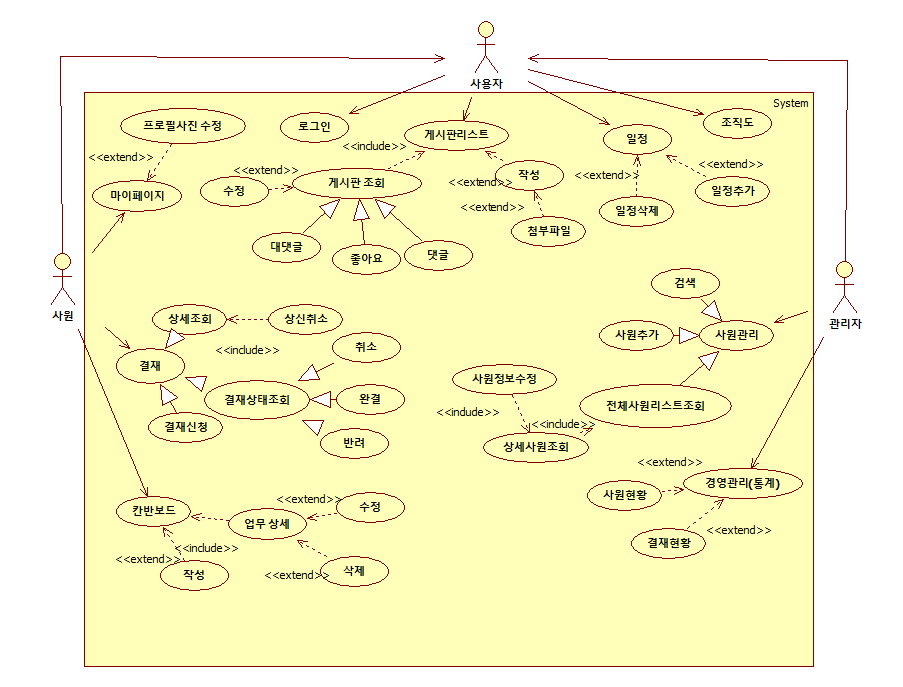 사용자
System
프로필사진 수정
로그인
게시판리스트
일정
조직도
<<include>>
<<extend>>
<<extend>>
<<extend>>
수정
게시판 조회
<<extend>>
작성
<<extend>>
일정추가
마이페이지
<<extend>>
일정삭제
첨부파일
대댓글
좋아요
댓글
사원
관리자
검색
상세조회
상신취소
사원추가
사원관리
<<include>>
취소
결재
사원정보수정
결재상태조회
완결
전체사원리스트조회
<<indude>>
결재신청
<<include>>
반려
상세사원조회
<<extend>>
경영관리(통계)
사원현황
<<extend>>
수정
칸반보드
업무 상세
<<extend>>
결재현황
<<include>>
<<extend>>
작성
<<extend>>
삭제